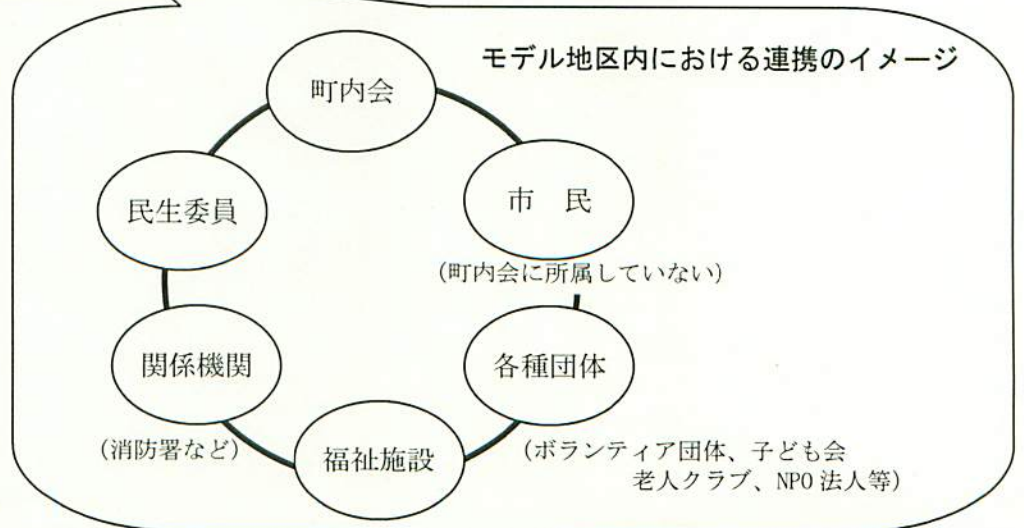 モデル地区内における連携のイメージ
町内会
市　民
(町内会に所属していない)
民生委員
関係機関
(消防署など)
各種団体
(ボランティア団体、子ども会
老人クラブ、NPO 法人等)
福祉施設